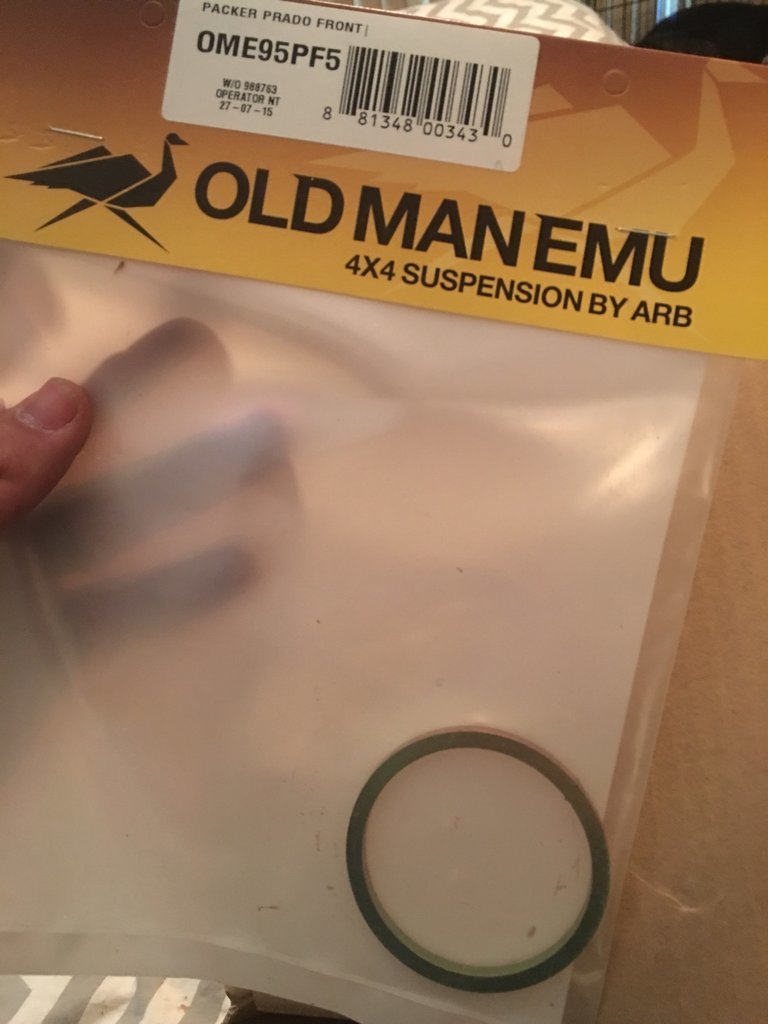 PACKER PRADO FRONT
OME95PF5
W/O 988763
OPERATOR NT
27-07-15
8 81348 00343 0
OLD MAN EMU
4X4 SUSPENSION BY ARB